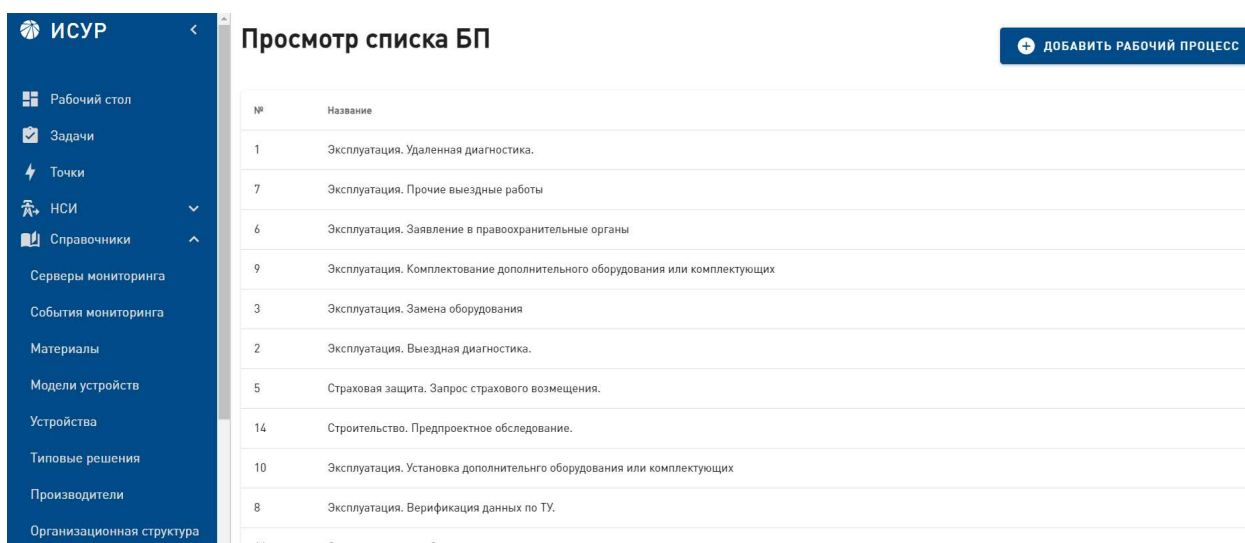 ИСУР
Просмотр списка БП
ДОБАВИТЬ РАБОЧИЙ ПРОЦЕСС
Рабочий стол
Задачи
Точки
НСИ
Справочники
Серверы мониторинга
События мониторинга
Материалы
Модели устройств
Устройства
Типовые решения
Производители
Организационная структура
№ Название
1 Эксплуатация. Удаленная диагностика.
7 Эксплуатация. Прочие выездные работы
6 Эксплуатация. Заявление в правоохранительные органы
9 Эксплуатация. Комплектование дополнительного оборудования или комплектующих
3 Эксплуатация. Замена оборудования
2 Эксплуатация. Выездная диагностика.
5 Страховая защита. Запрос страхового возмещения.
14 Строительство. Предпроектное обследование.
10 Эксплуатация. Установка дополнительнго оборудования или комплектующих
8 Эксплуатация. Верификация данных по ТУ.